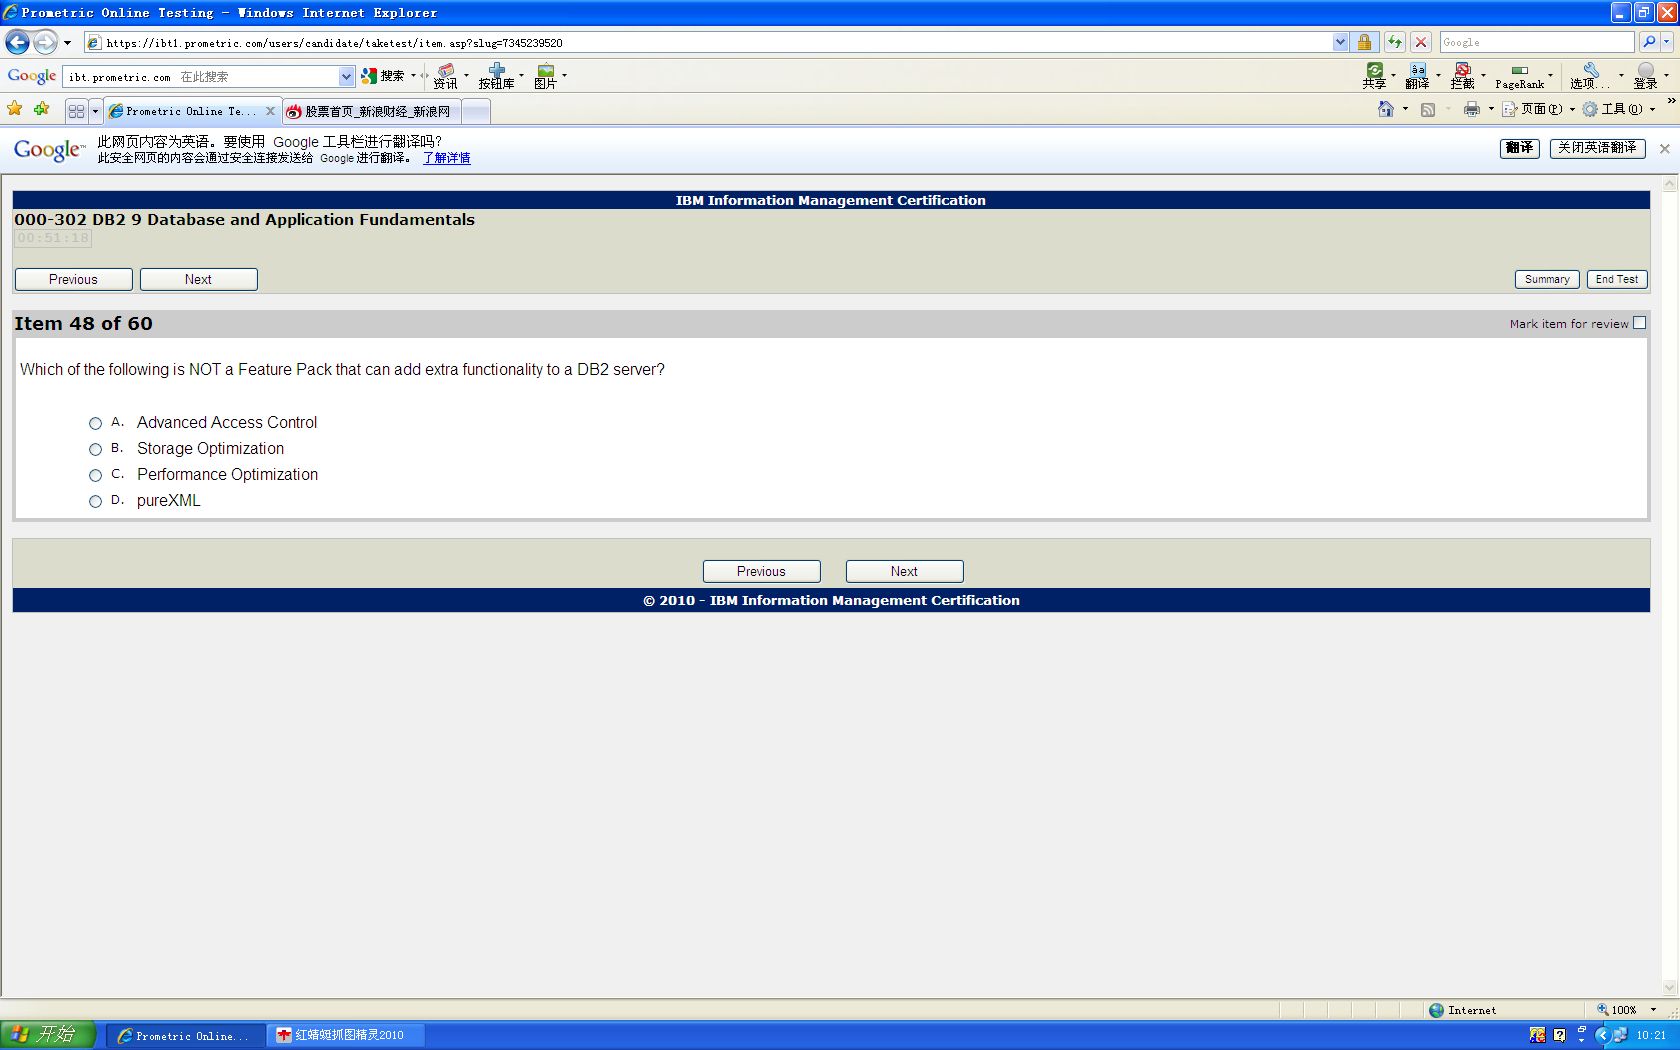 Prometric Online Testing - Windows Internet Explorer
https://ibt1.prometric.com/users/candidate/taketest/item.asp?slug=7345239520
Google
Google ibt.prometric.com 在此搜索 搜索 资讯 按钮库 图片 共享 翻译 拦截 PageRank 选项... 登录
Prometric Online Te... 股票首页_新浪财经_新浪网 页面(P) 工具(O)
Google™ 此网页内容为英语。要使用 Google 工具栏进行翻译吗?
此安全网页的内容会通过安全连接发送给 Google 进行翻译。 了解详情
翻译 关闭英语翻译
IBM Information Management Certification
000-302 DB2 9 Database and Application Fundamentals
00:51:18
Previous Next Summary End Test
Item 48 of 60 Mark item for review
Which of the following is NOT a Feature Pack that can add extra functionality to a DB2 server?
A. Advanced Access Control
B. Storage Optimization
C. Performance Optimization
D. pureXML
Previous Next
© 2010 - IBM Information Management Certification
Internet 100%
开始 Prometric Online... 红蜻蜓抓图精灵2010 10:21